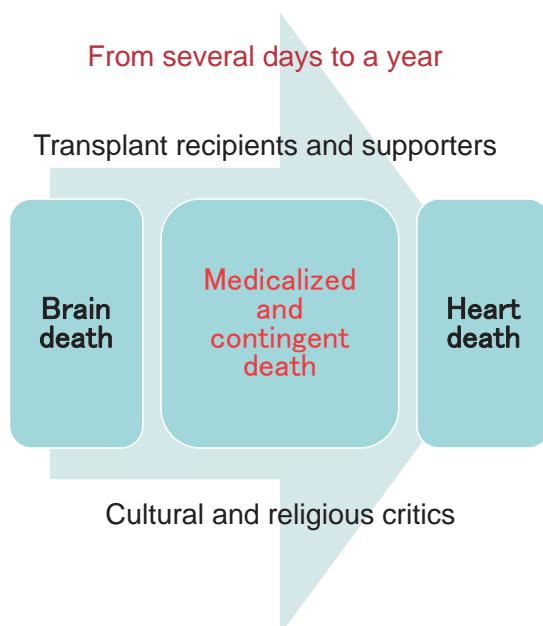 From several days to a year
Transplant recipients and supporters
Brain
death
Medicalized
and
contingent
death
Heart
death
Cultural and religious critics